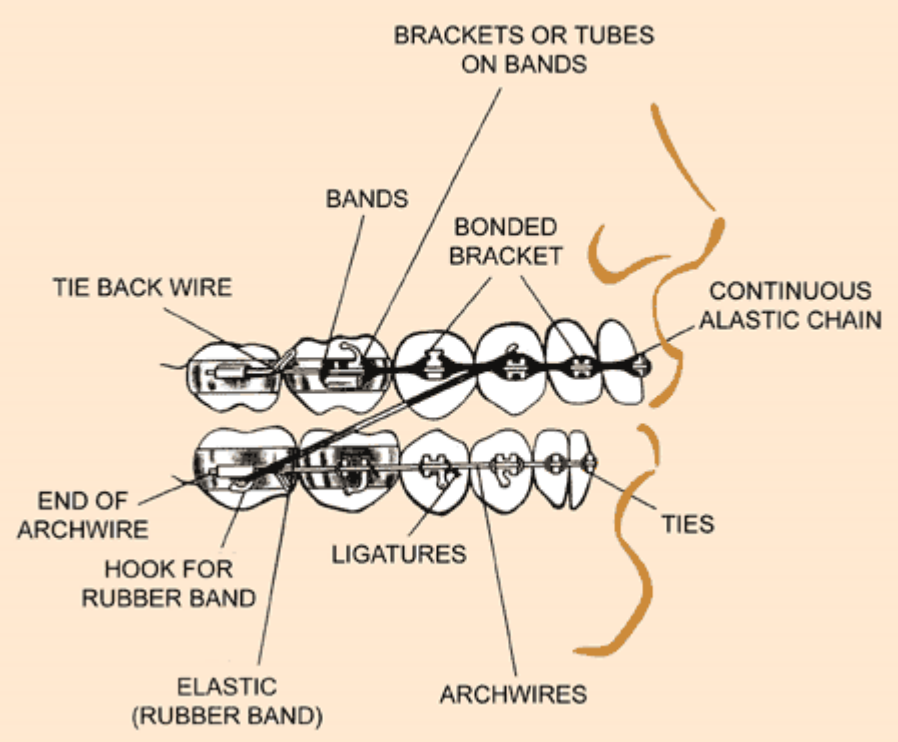 BRACKETS OR TUBES
ON BANDS
BANDS
BONDED
BRACKET
TIE BACK WIRE
CONTINUOUS
ALASTIC CHAIN
END OF
ARCHWIRE
TIES
LIGATURES
HOOK FOR
RUBBER BAND
ELASTIC
(RUBBER BAND)
ARCHWIRES